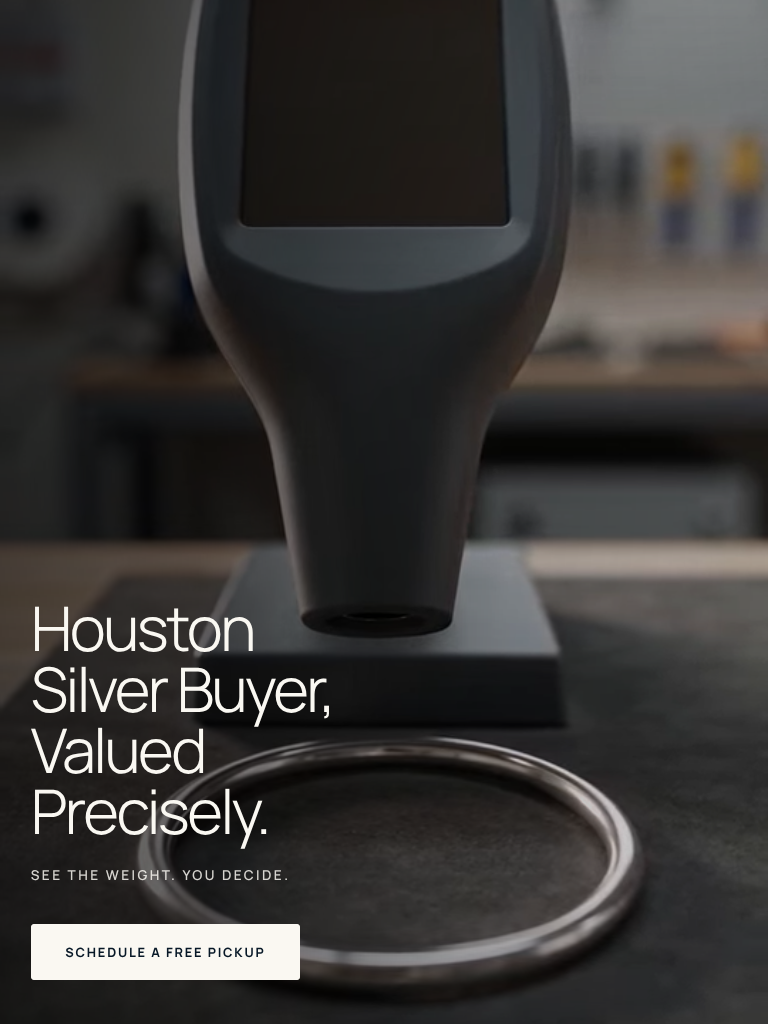 Houston
Silver Buyer,
Valued
Precisely.
SEE THE WEIGHT. YOU DECIDE.
SCHEDULE A FREE PICKUP